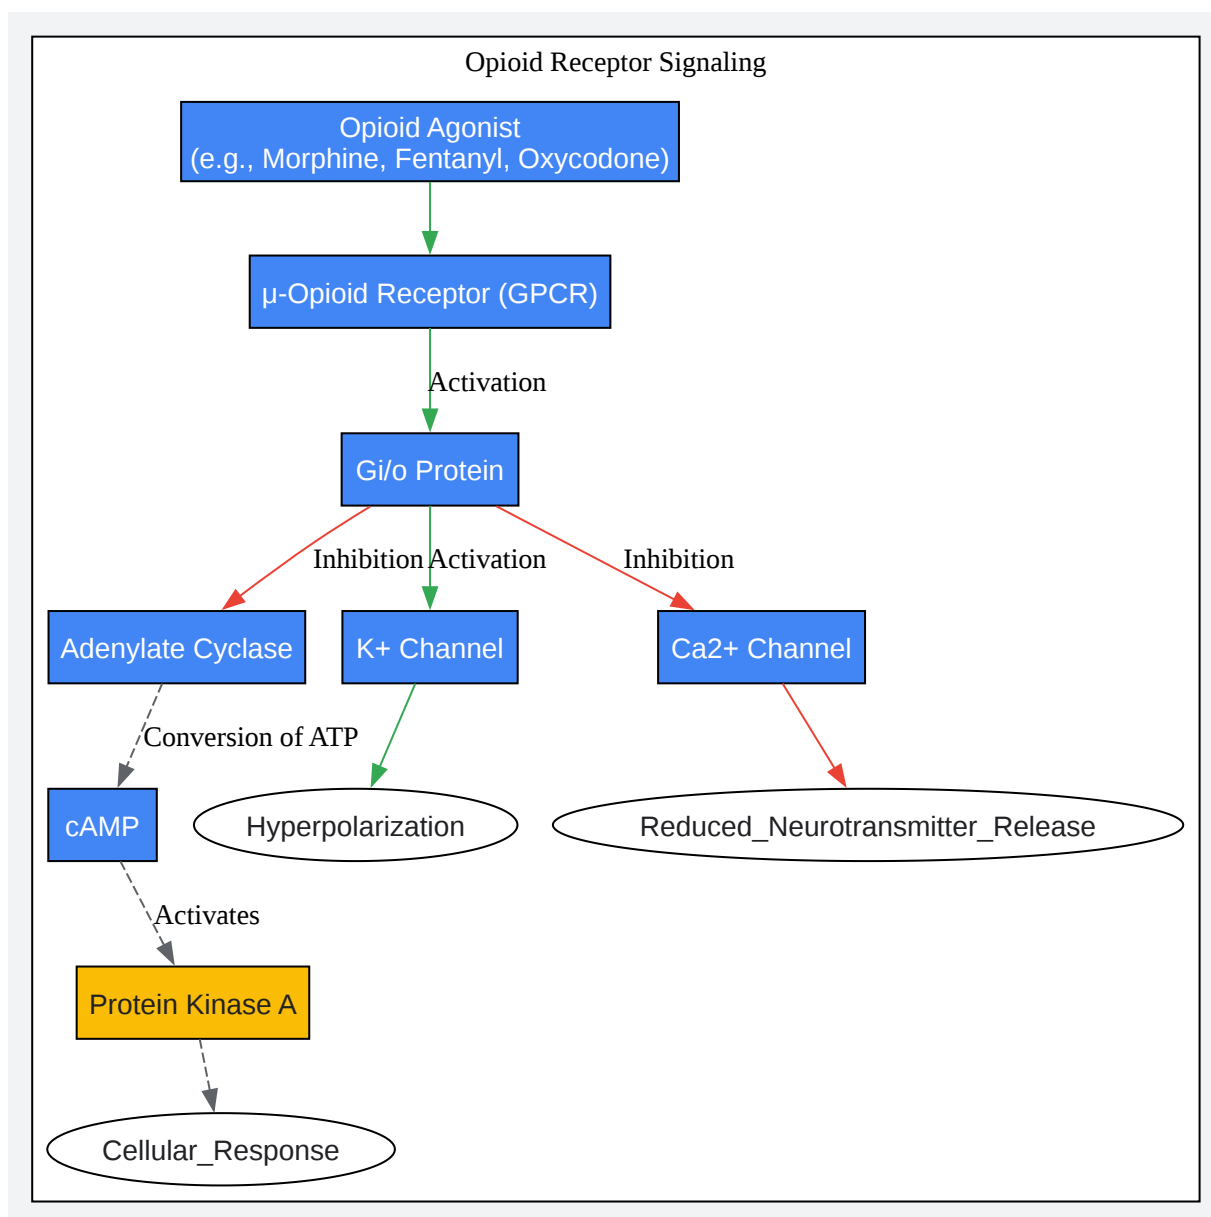 Opioid Receptor Signaling
Opioid Agonist
(e.g., Morphine, Fentanyl, Oxycodone)
μ-Opioid Receptor (GPCR)
Activation
Gi/o Protein
Inhibition
Activation
Inhibition
Adenylate Cyclase
K+ Channel
Ca2+ Channel
Conversion of ATP
cAMP
Hyperpolarization
Reduced_Neurotransmitter_Release
Activates
Protein Kinase A
Cellular_Response